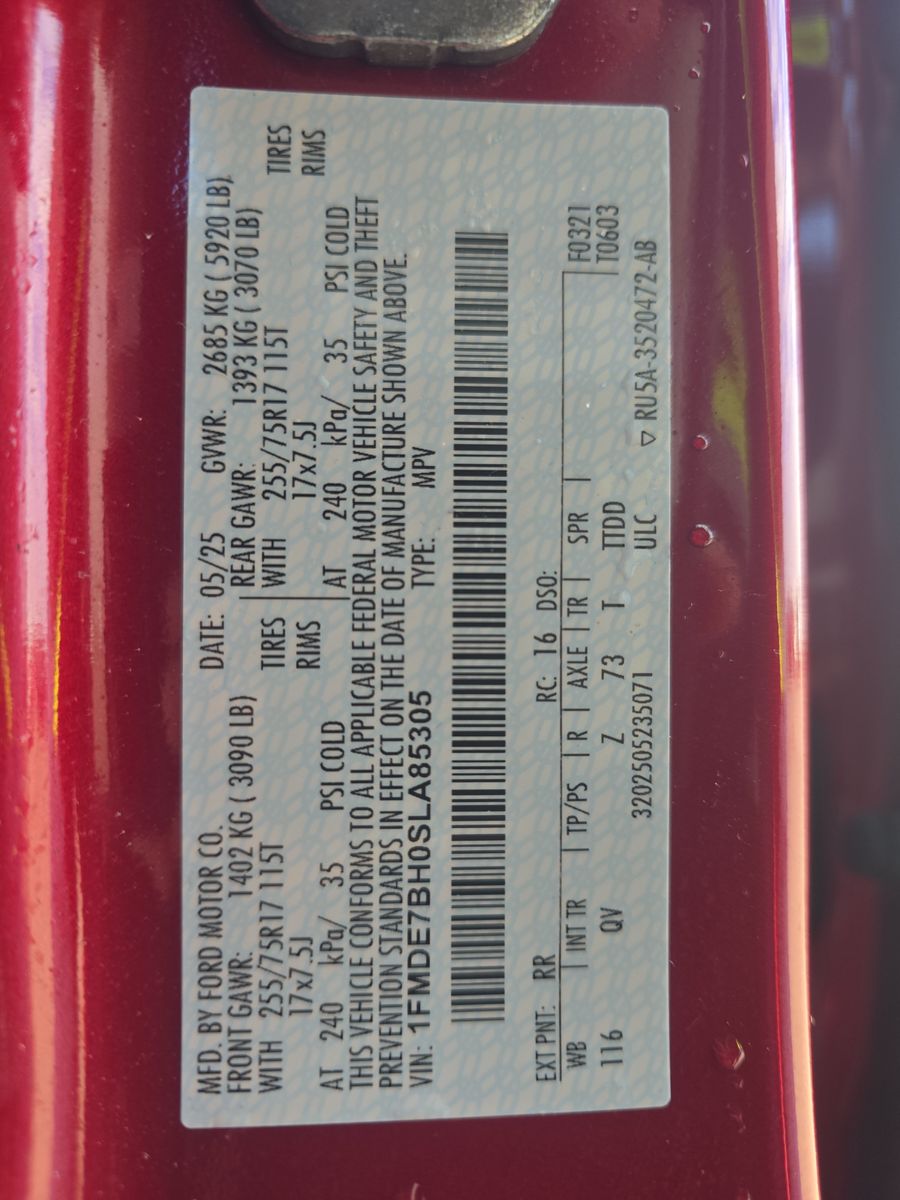 MFD. BY FORD MOTOR CO. DATE: 05/25 GVWR: 2685 KG ( 5920 LB)
FRONT GAWR: 1402 KG ( 3090 LB) REAR GAWR: 1393 KG ( 3070 LB)
WITH 255/75R17 115T TIRES WITH 255/75R17 115T TIRES
17x7.5J RIMS 17x7.5J RIMS
AT 240 kPa/ 35 PSI COLD AT 240 kPa/ 35 PSI COLD
THIS VEHICLE CONFORMS TO ALL APPLICABLE FEDERAL MOTOR VEHICLE SAFETY AND THEFT
PREVENTION STANDARDS IN EFFECT ON THE DATE OF MANUFACTURE SHOWN ABOVE.
VIN: 1FMDE7BH0SLA85305 TYPE: MPV
EXT PNT: RR RC: 16 DSO: F0321
WB INT TR TP/PS R AXLE TR SPR T0603
116 QV Z 73 T TTDD
3202505235071 ULC ▽ RU5A-3520472-AB